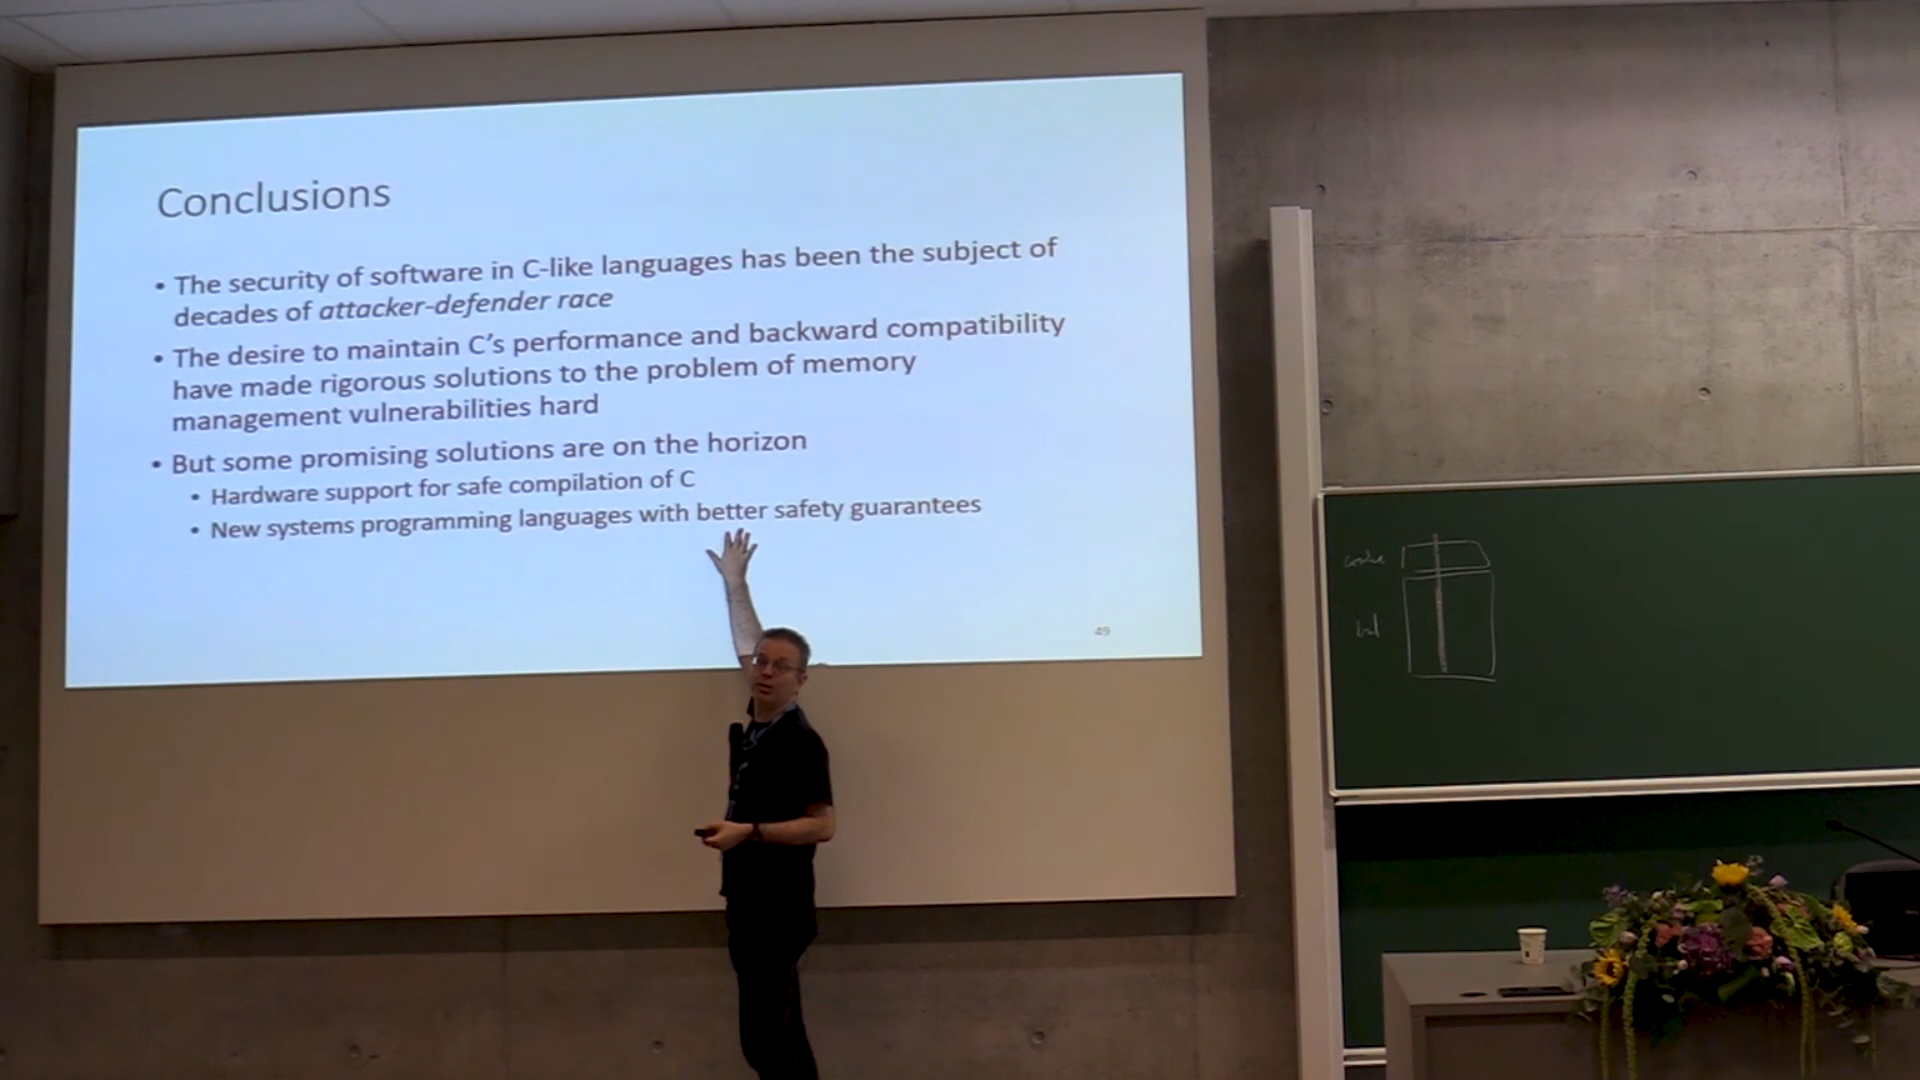 Conclusions
• The security of software in C-like languages has been the subject of
decades of attacker-defender race
• The desire to maintain C's performance and backward compatibility
have made rigorous solutions to the problem of memory
management vulnerabilities hard
• But some promising solutions are on the horizon
• Hardware support for safe compilation of C
• New systems programming languages with better safety guarantees
49